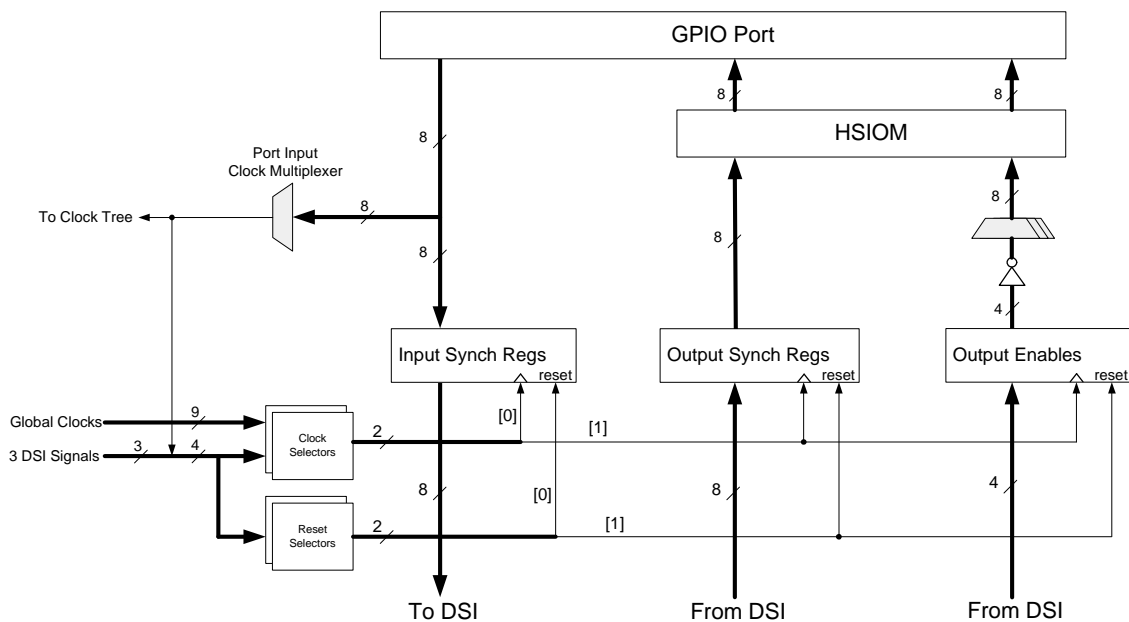 GPIO Port
8 8
HSIOM
8
Port Input
Clock Multiplexer
To Clock Tree
8
8
8
8
4
Input Synch Regs
reset
Output Synch Regs
reset
Output Enables
reset
Global Clocks
9
[0]
[1]
Clock
Selectors
2
3 DSI Signals
3
4
8
[0]
8
4
Reset
Selectors
2
[1]
To DSI
From DSI
From DSI